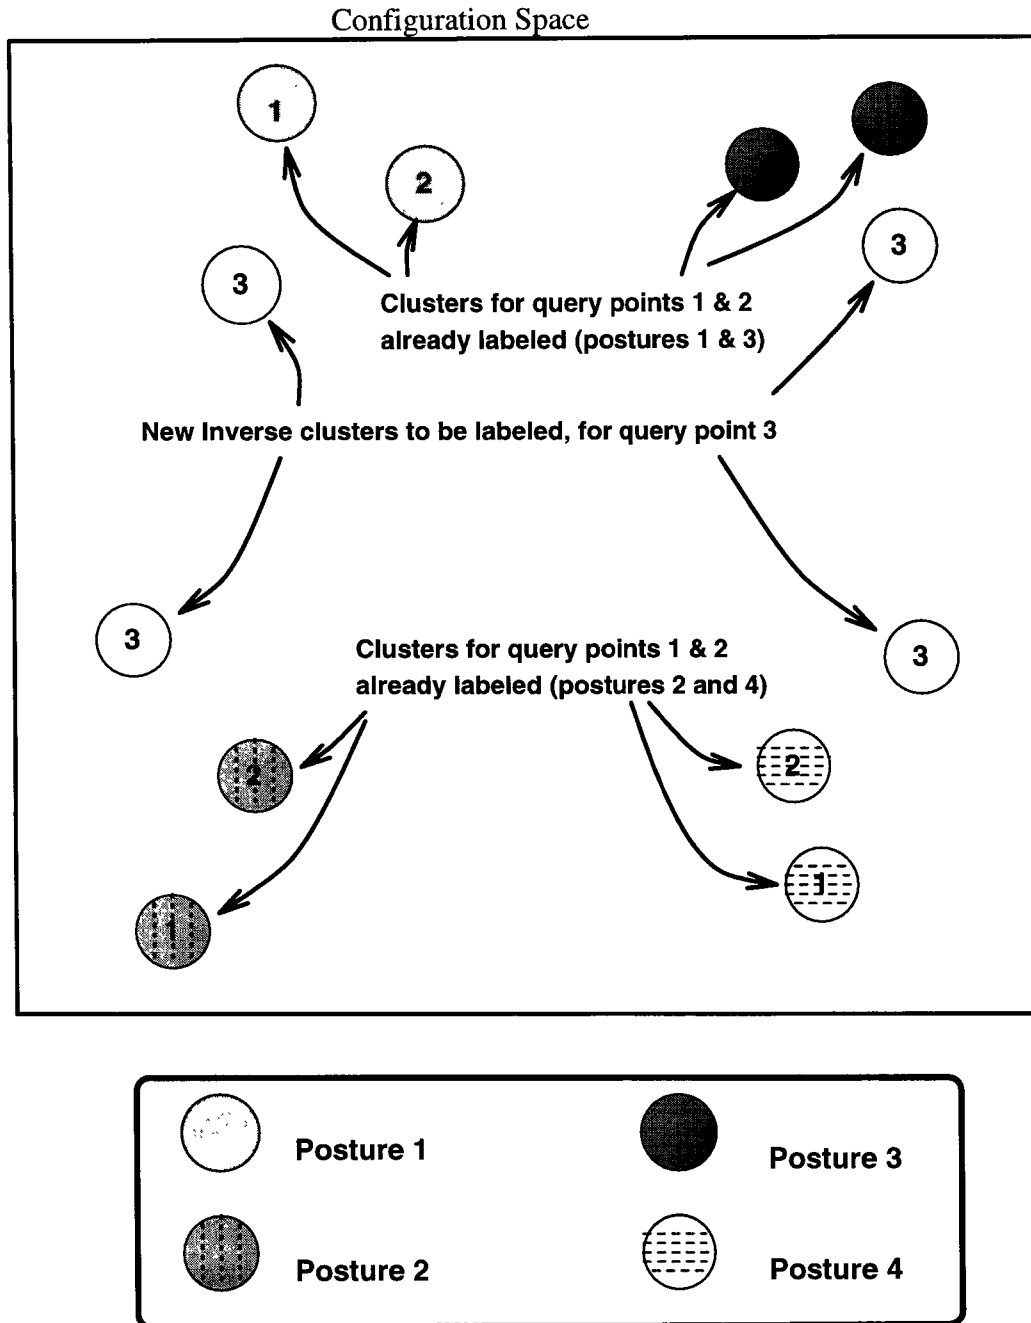 Configuration Space
1
2
3
3
Clusters for query points 1 & 2
already labeled (postures 1 & 3)
New Inverse clusters to be labeled, for query point 3
3
3
Clusters for query points 1 & 2
already labeled (postures 2 and 4)
2
2
1
1
Posture 1
Posture 3
Posture 2
Posture 4